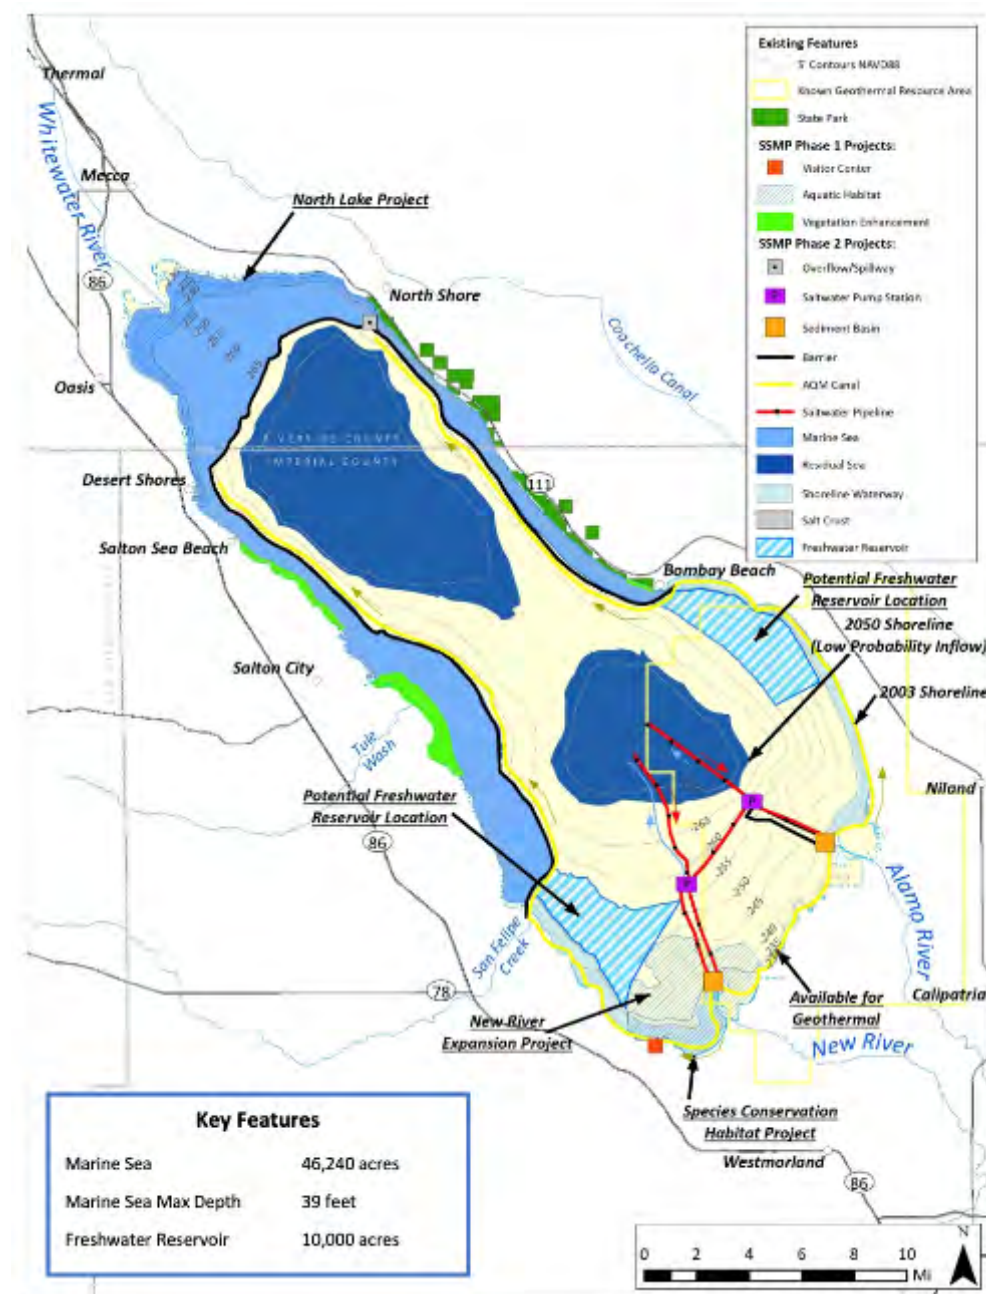 Existing Features
5' Contours NAVD88
Known Geothermal Resource Area
State Park
SSMP Phase 1 Projects:
Visitor Center
Aquatic Habitat
Vegetation Enhancement
SSMP Phase 2 Projects:
Overflow/Spillway
P Saltwater Pump Station
Sediment Basin
Barrier
AQM Canal
Saltwater Pipeline
Marine Sea
Residual Sea
Shoreline Waterway
Salt Crust
Freshwater Reservoir
Thermal
Whitewater River
Mecca
North Lake Project
86
North Shore
Coachella Canal
Oasis
-265
RIVERSIDE COUNTY
IMPERIAL COUNTY
Desert Shores
111
Salton Sea Beach
Bombay Beach
Potential Freshwater
Reservoir Location
2050 Shoreline
(Low Probability Inflow)
Salton City
2003 Shoreline
Tule
Wash
Niland
Potential Freshwater
Reservoir Location
P
-260
-255
-250
-245
-240
86
P
Alamo River
San Felipe
Creek
78
Available for
Geothermal
Calipatria
New River
Expansion Project
New River
Species Conservation
Habitat Project
Westmorland
86
Key Features
Marine Sea 46,240 acres
Marine Sea Max Depth 39 feet
Freshwater Reservoir 10,000 acres
N
0 2 4 6 8 10
Mi